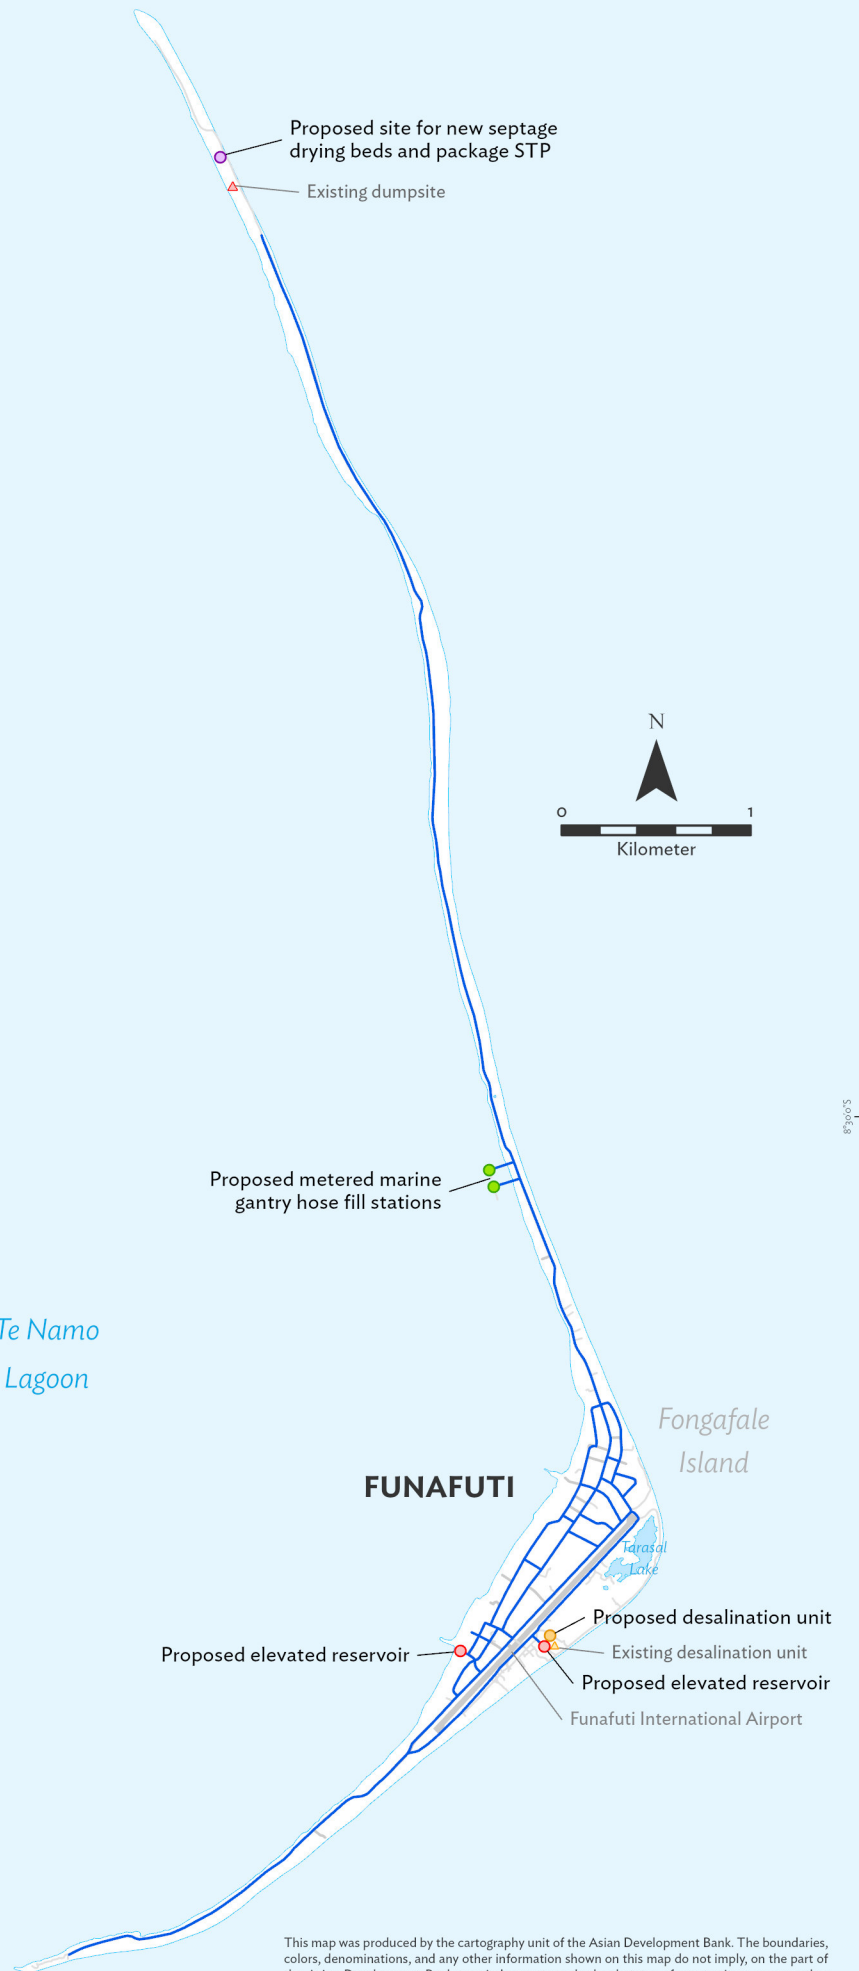 Proposed site for new septage
drying beds and package STP
Existing dumpsite
N
0 1
Kilometer
8°30'0"S
Proposed metered marine
gantry hose fill stations
Te Namo
Lagoon
Fongafale
Island
FUNAFUTI
Tarasal
Lake
Proposed desalination unit
Existing desalination unit
Proposed elevated reservoir
Proposed elevated reservoir
Funafuti International Airport
This map was produced by the cartography unit of the Asian Development Bank. The boundaries,
colors, denominations, and any other information shown on this map do not imply, on the part of